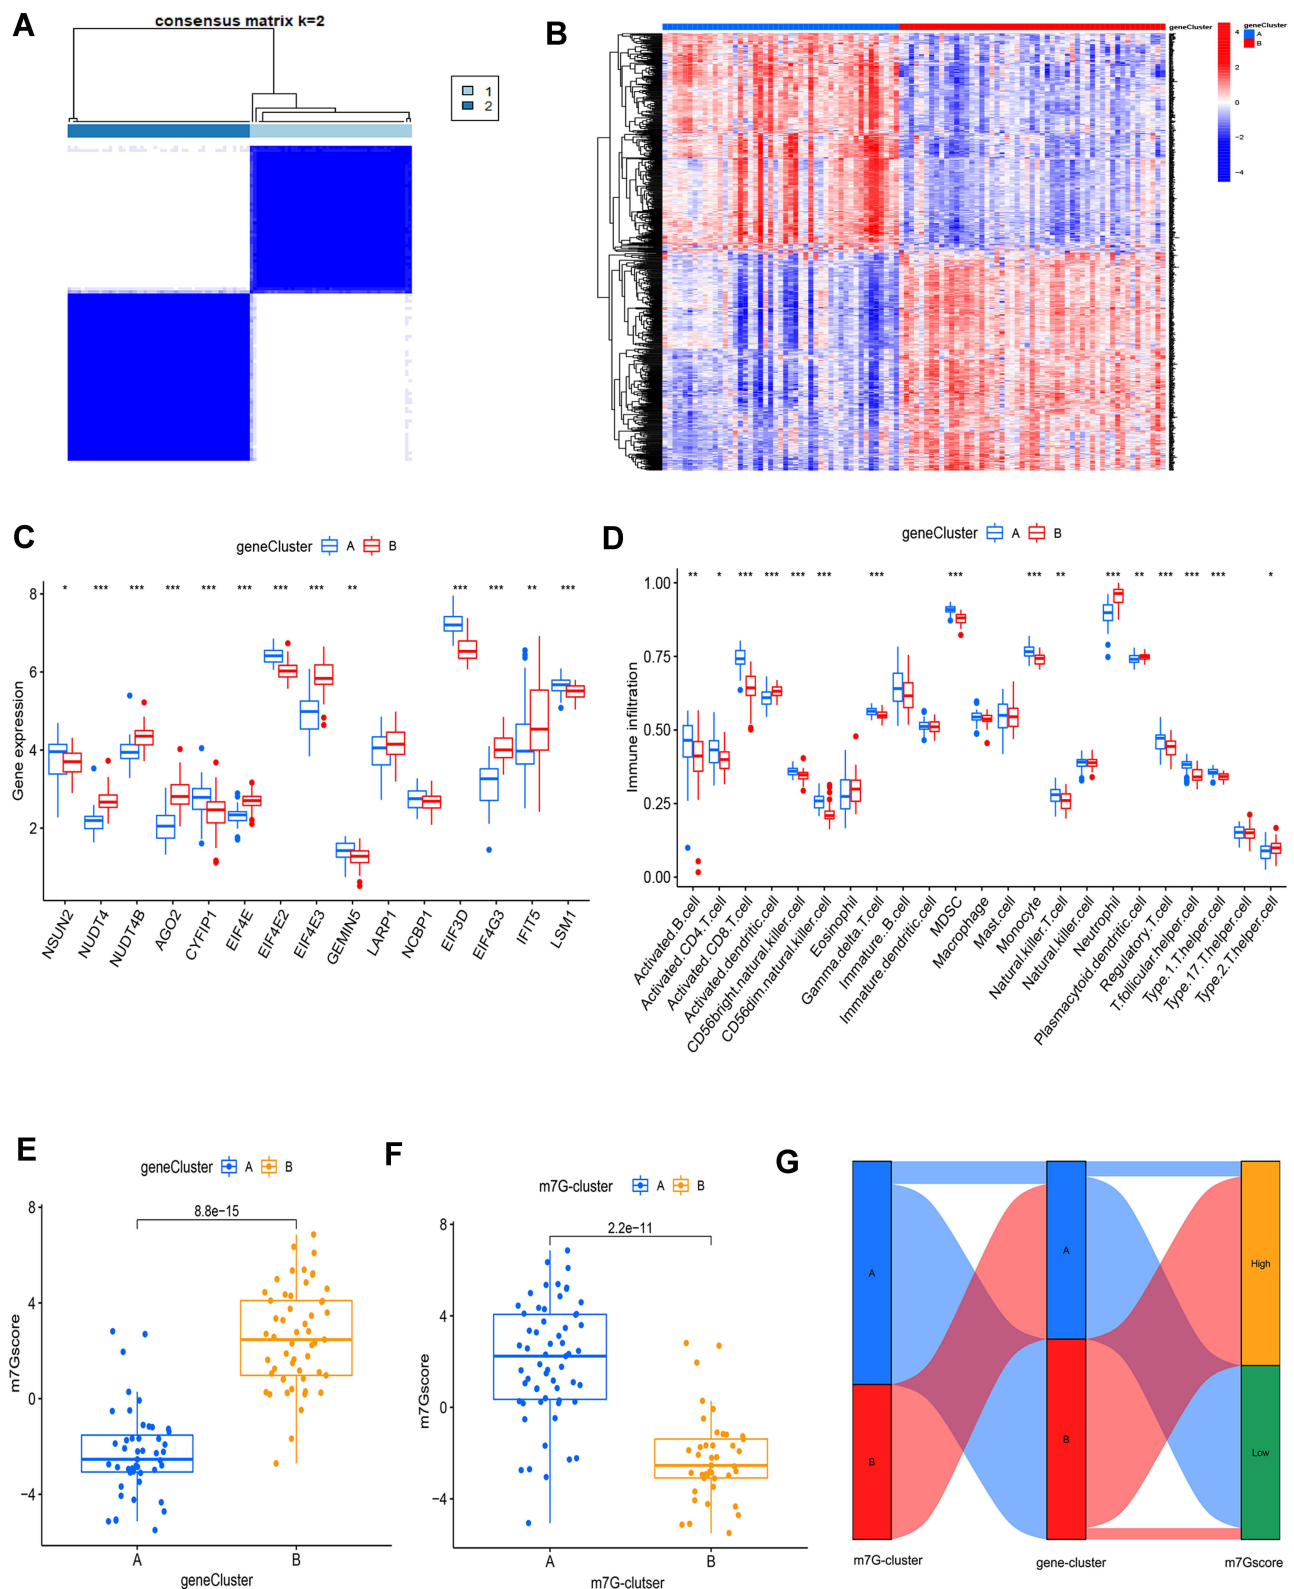 A
consensus matrix k=2
1
2
B
geneCluster
geneCluster
A
B
4
2
0
−2
−4
C
geneCluster A B
* *** *** *** *** *** *** *** ** *** *** ** ***
Gene expression
8
6
4
2
NSUN2
NUDT4
NUDT4B
AGO2
CYFIP1
EIF4E
EIF4E2
EIF4E3
GEMIN5
LARP1
NCBP1
EIF3D
EIF4G3
IFIT5
LSM1
D
geneCluster A B
** * *** *** *** *** *** *** *** ** *** ** *** *** *** *
Immune infiltration
1.00
0.75
0.50
0.25
0.00
Activated.B.cell
Activated.CD4.T.cell
Activated.CD8.T.cell
Activated.dendritic.cell
CD56bright.natural.killer.cell
CD56dim.natural.killer.cell
Eosinophil
Gamma.delta.T.cell
Immature..B.cell
Immature.dendritic.cell
MDSC
Macrophage
Mast.cell
Monocyte
Natural.killer.T.cell
Natural.killer.cell
Neutrophil
Plasmacytoid.dendritic.cell
Regulatory.T.cell
T.follicular.helper.cell
Type.1.T.helper.cell
Type.17.T.helper.cell
Type.2.T.helper.cell
E
geneCluster A B
8.8e−15
m7Gscore
8
4
0
−4
A B
geneCluster
F
m7G-cluster A B
2.2e−11
m7Gscore
8
4
0
−4
A B
m7G-clutser
G
A
B
A
B
High
Low
m7G-cluster gene-cluster m7Gscore